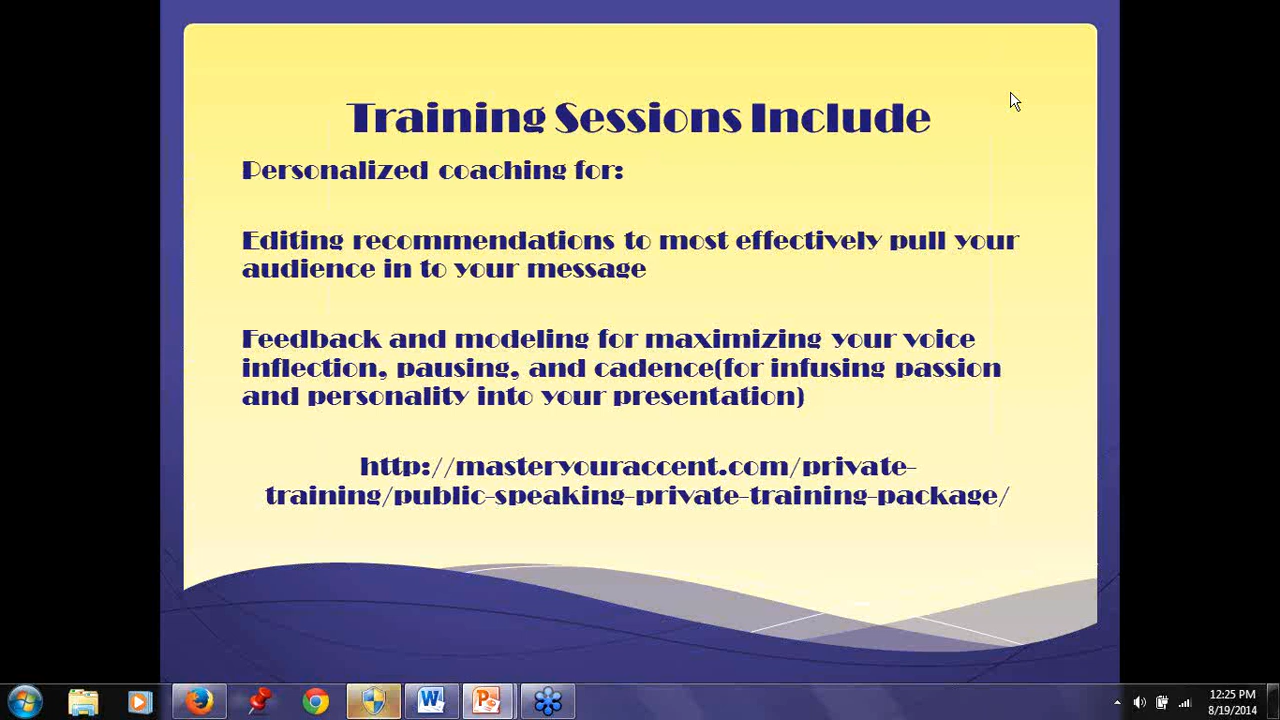 Training Sessions Include
Personalized coaching for:
Editing recommendations to most effectively pull your
audience in to your message
Feedback and modeling for maximizing your voice
inflection, pausing, and cadence(for infusing passion
and personality into your presentation)
http://masteryouraccent.com/private-
training/public-speaking-private-training-package/
12:25 PM
8/19/2014